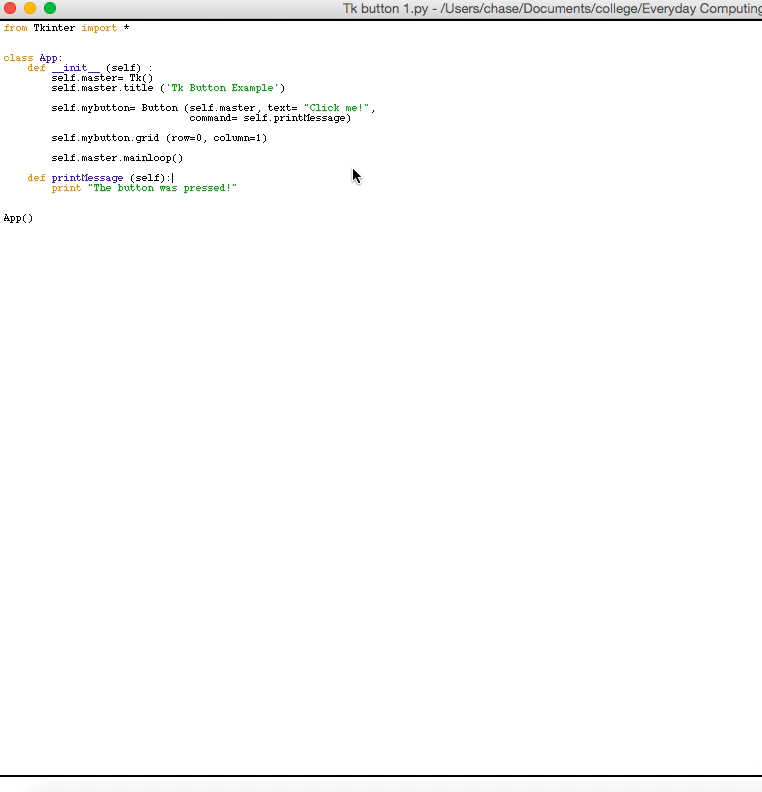 Tk button 1.py - /Users/chase/Documents/college/Everyday Computing
from Tkinter import *
class App:
def __init__ (self) :
self.master= Tk()
self.master.title ('Tk Button Example')
self.mybutton= Button (self.master, text= "Click me!",
command= self.printMessage)
self.mybutton.grid (row=0, column=1)
self.master.mainloop()
def printMessage (self):
print "The button was pressed!"
App()